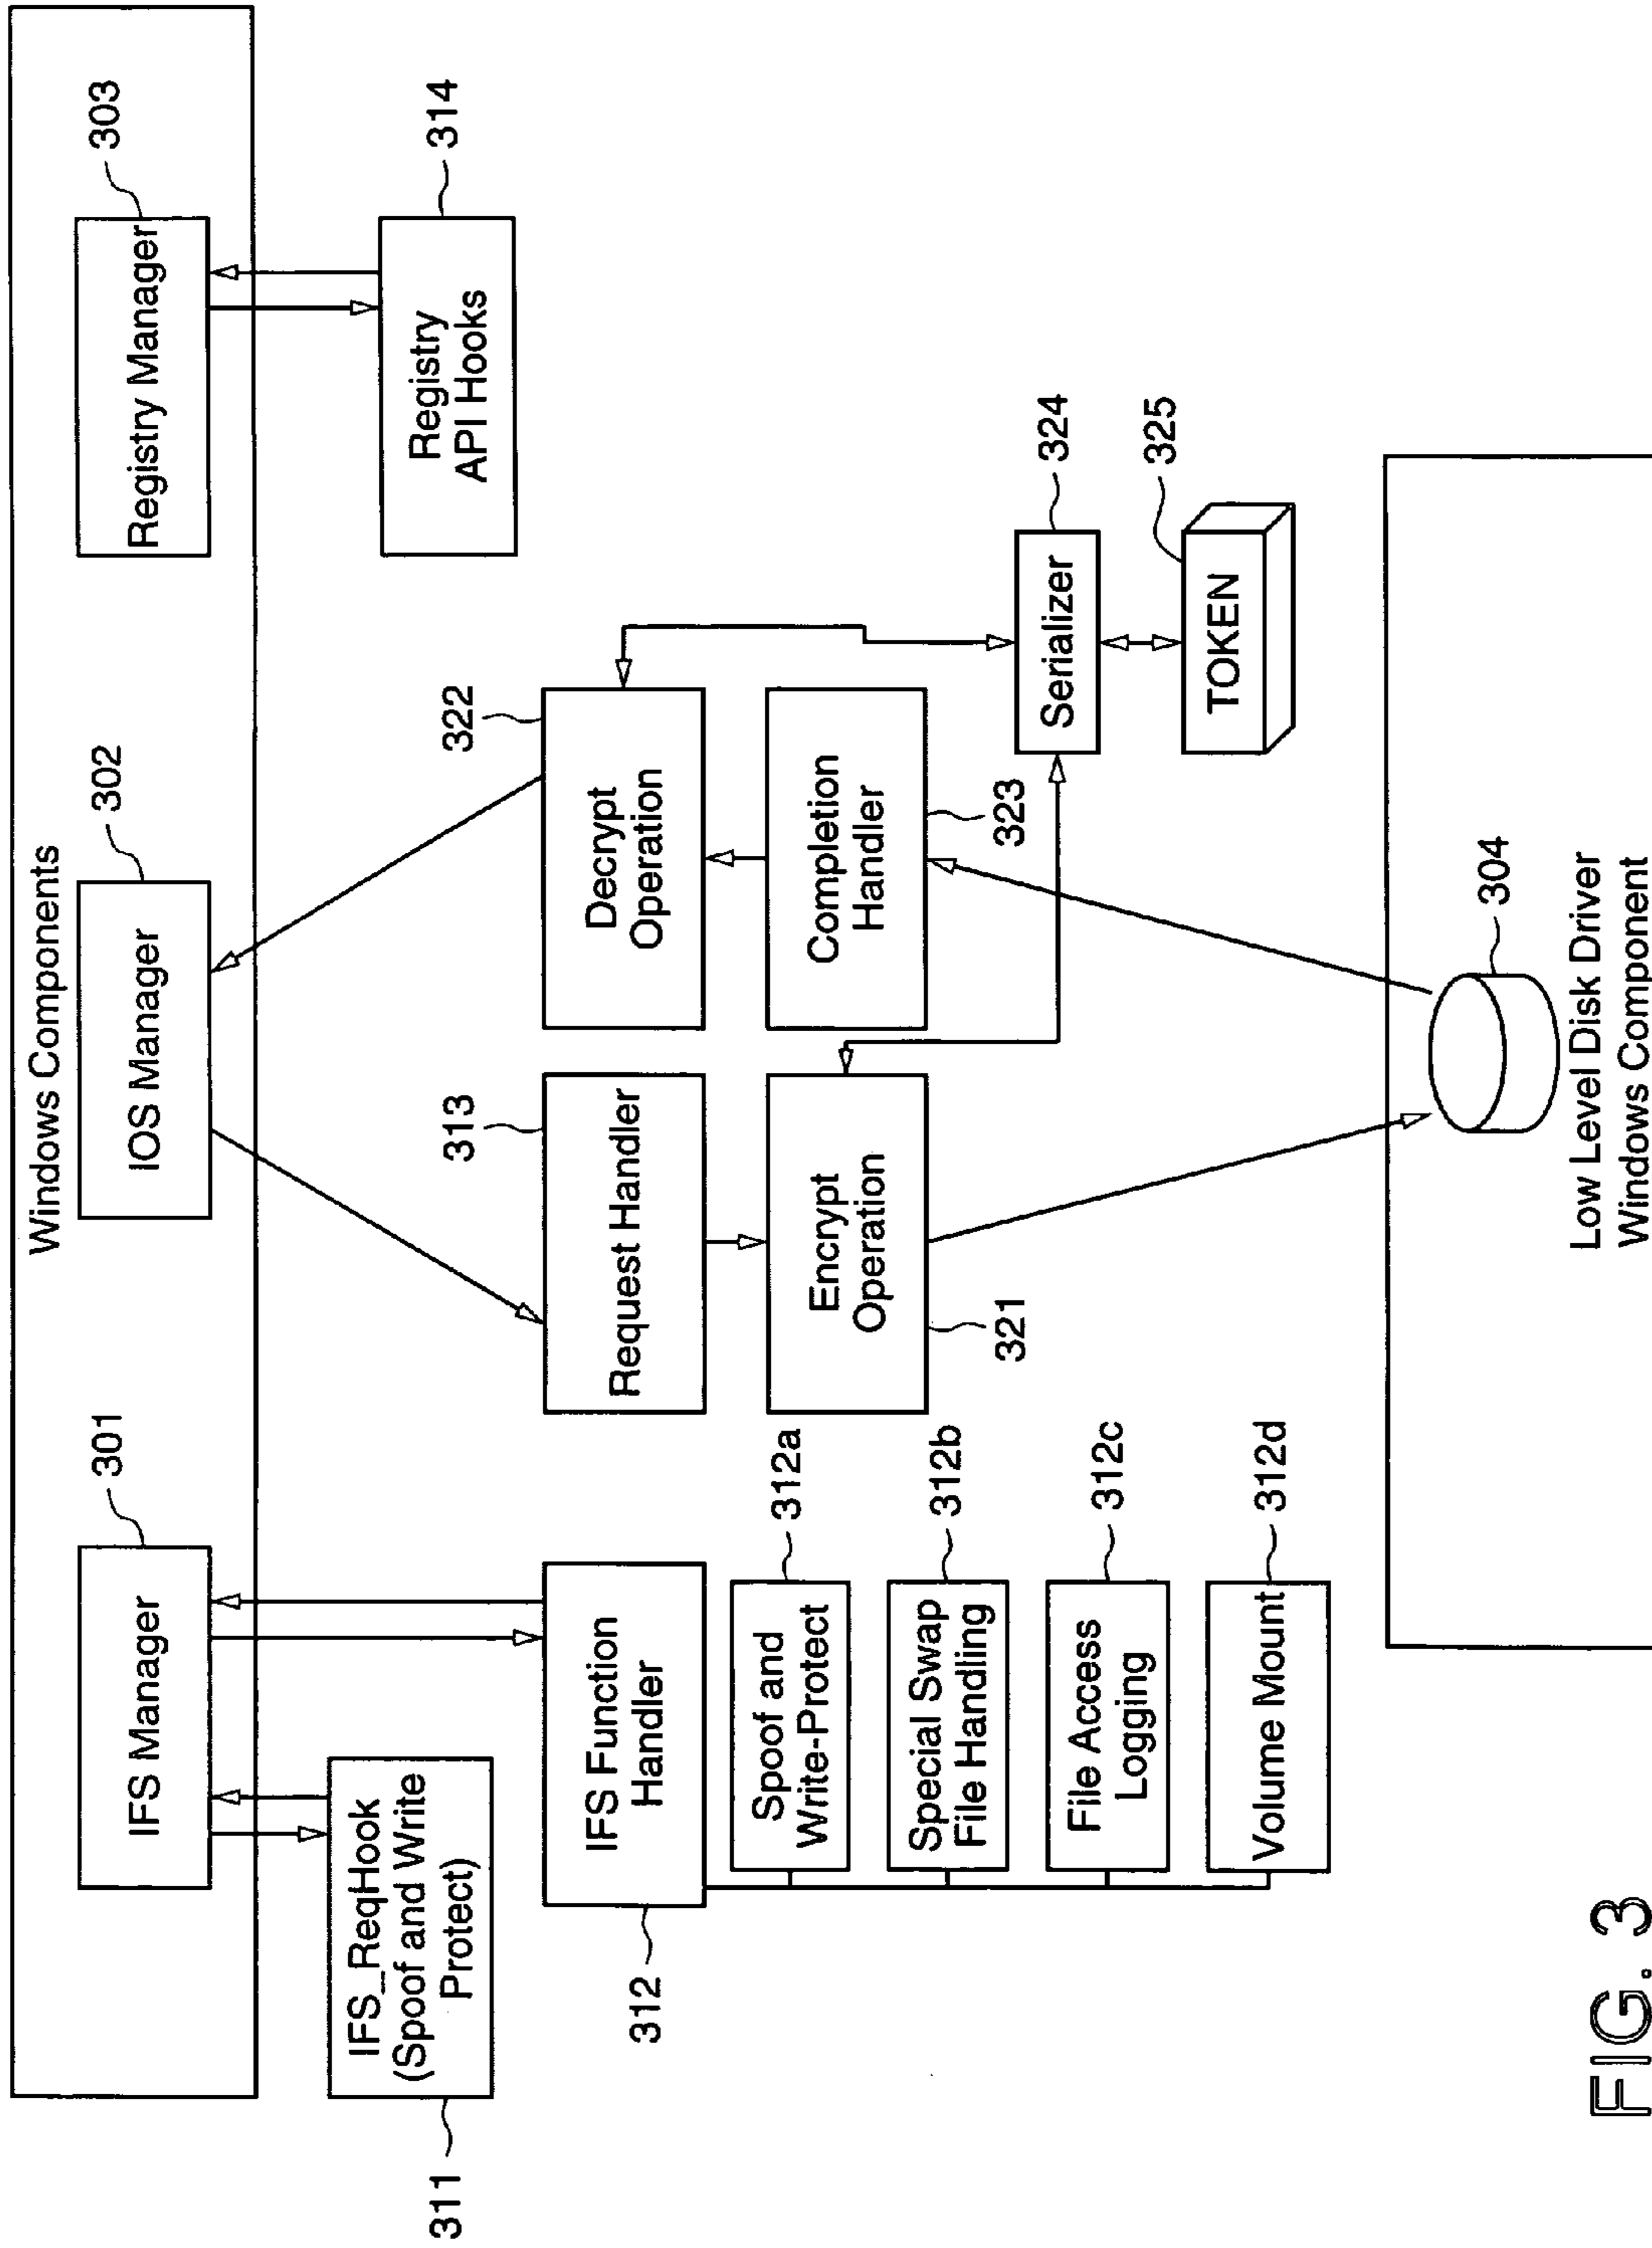 Windows Components
301
302
303
IFS Manager
IOS Manager
Registry Manager
311
IFS_ReqHook
(Spoof and Write
Protect)
314
Registry
API Hooks
312
IFS Function
Handler
313
Request Handler
322
Decrypt
Operation
312a
Spoof and
Write-Protect
Encrypt
Operation
321
Completion
Handler
323
312b
Special Swap
File Handling
312c
File Access
Logging
312d
Volume Mount
Serializer
324
TOKEN
325
304
Low Level Disk Driver
Windows Component
FIG. 3